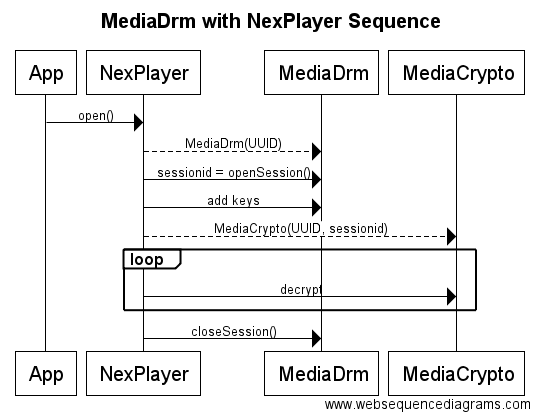 MediaDrm with NexPlayer Sequence
App NexPlayer MediaDrm MediaCrypto
open()
MediaDrm(UUID)
sessionid = openSession()
add keys
MediaCrypto(UUID, sessionid)
loop
decrypt
closeSession()
App NexPlayer MediaDrm MediaCrypto
www.websequencediagrams.com